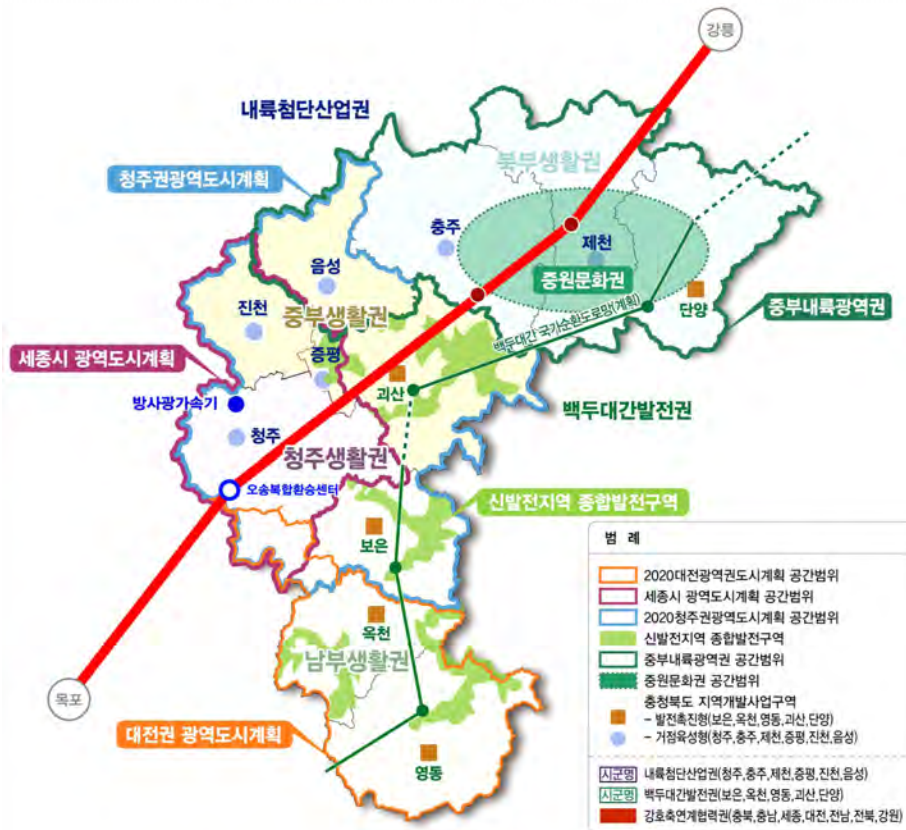 강릉
내륙첨단산업권
북부생활권
청주권광역도시계획
충주
제천
음성
중원문화권
단양
진천
중부생활권
중부내륙광역권
백두대간 국가순환도로망(계획)
세종시 광역도시계획
증평
괴산
방사광가속기
백두대간발전권
청주
청주생활권
오송복합환승센터
신발전지역 종합발전구역
보은
옥천
남부생활권
목포
대전권 광역도시계획
영동
범 례
2020대전광역권도시계획 공간범위
세종시 광역도시계획 공간범위
2020청주권광역도시계획 공간범위
신발전지역 종합발전구역
중부내륙광역권 공간범위
중원문화권 공간범위
충청북도 지역개발사업구역
– 발전촉진형(보은,옥천,영동,괴산,단양)
– 거점육성형(청주,충주,제천,증평,진천,음성)
시군명 내륙첨단산업권(청주,충주,제천,증평,진천,음성)
시군명 백두대간발전권(보은,옥천,영동,괴산,단양)
강호축연계협력권(충북,충남,세종,대전,전남,전북,강원)